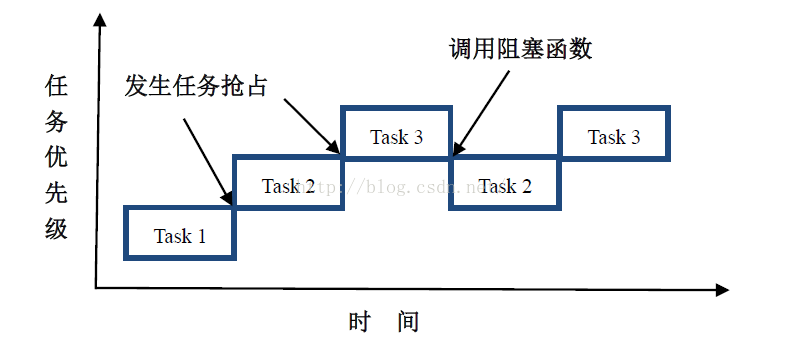 调用阻塞函数
发生任务抢占
任务优先级
Task 3
Task 3
Task 2
Task 2
http://blog.csdn.net/
Task 1
时 间